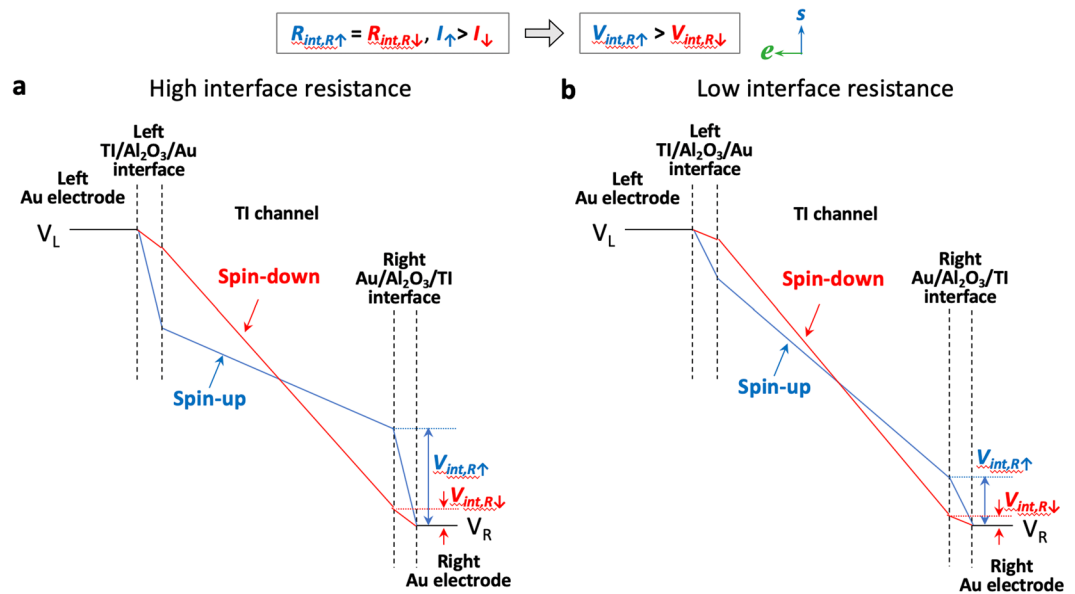 R_int,R↑ = R_int,R↓, I↑ > I↓
V_int,R↑ > V_int,R↓
s
e
a
High interface resistance
Left
TI/Al₂O₃/Au
interface
Left
Au electrode
V_L
TI channel
Spin-down
Spin-up
Right
Au/Al₂O₃/TI
interface
V_int,R↑
V_int,R↓
V_R
Right
Au electrode
b
Low interface resistance
Left
TI/Al₂O₃/Au
interface
Left
Au electrode
V_L
TI channel
Spin-down
Spin-up
Right
Au/Al₂O₃/TI
interface
V_int,R↑
V_int,R↓
V_R
Right
Au electrode